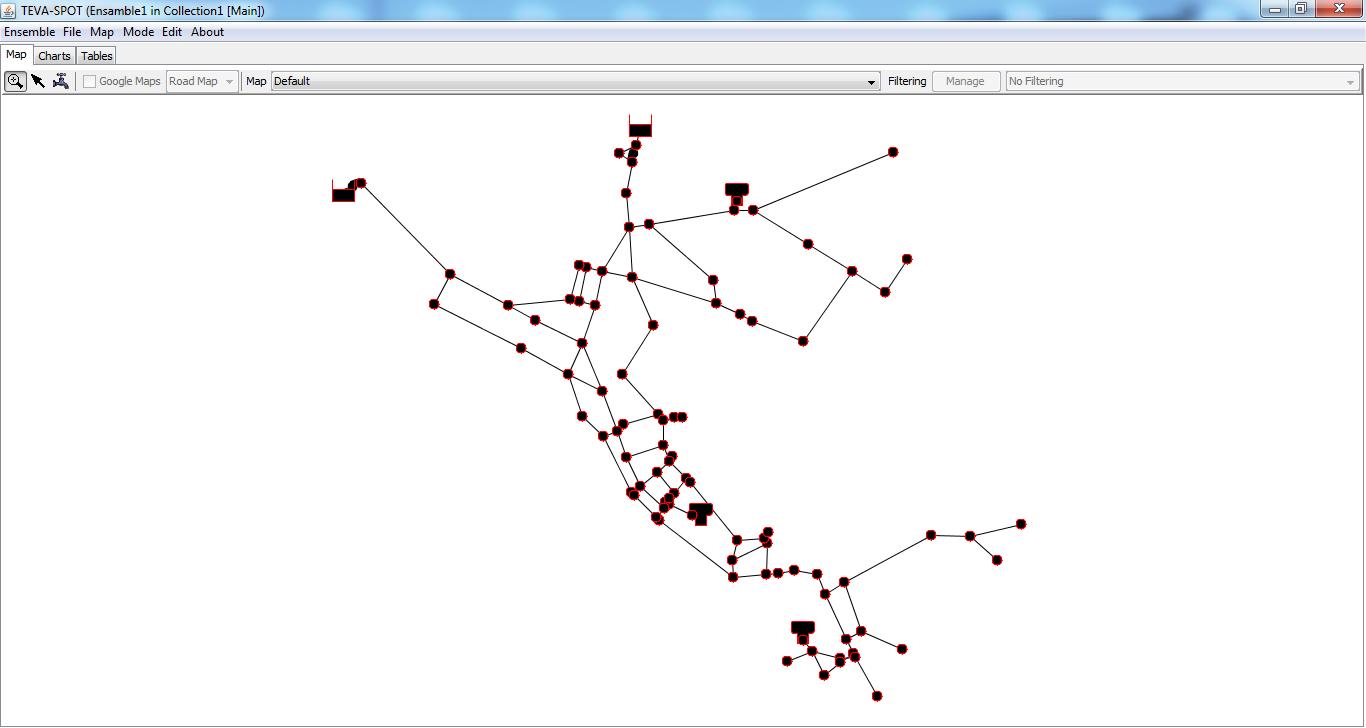 TEVA-SPOT (Ensamble1 in Collection1 [Main])
Ensemble File Map Mode Edit About
Map Charts Tables
Google Maps Road Map Map Default Filtering Manage No Filtering